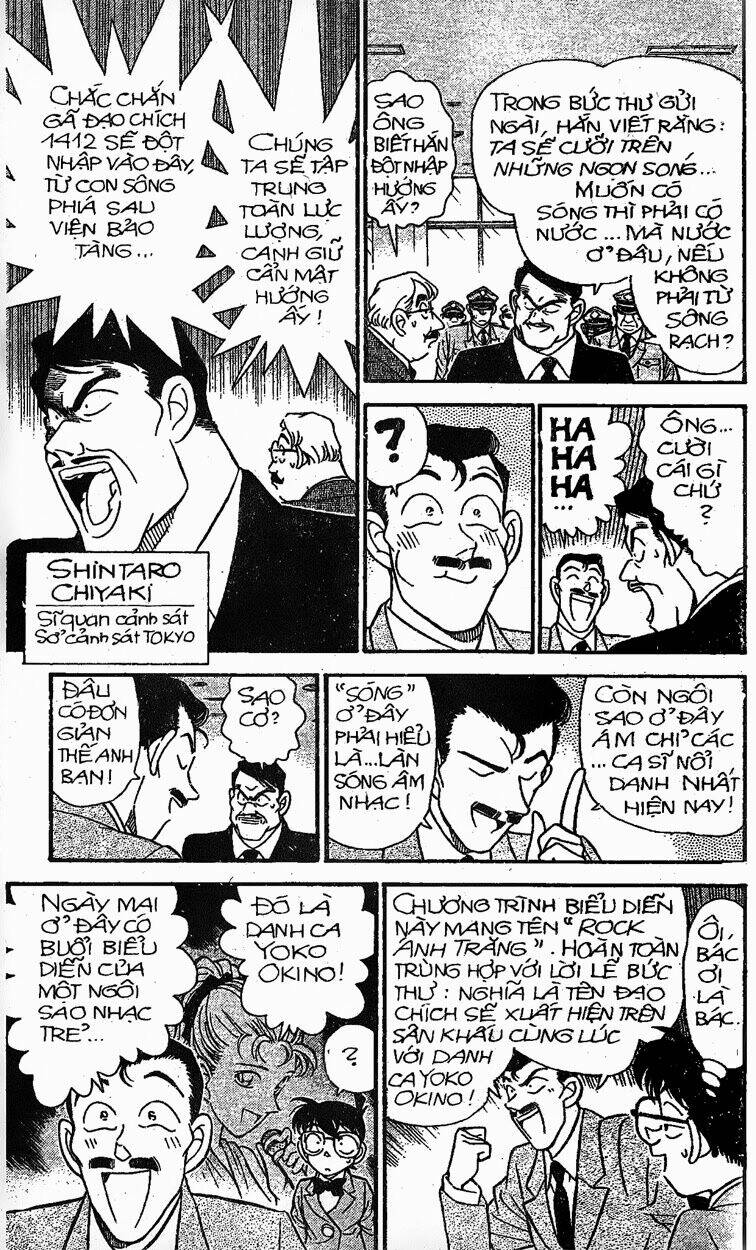 CHẮC CHẮN
GÃ ĐẠO CHÍCH
1412 SẼ ĐỘT
NHẬP VÀO ĐÂY,
TỪ CON SÔNG
PHIÁ SAU
VIỆN BẢO
TÀNG...
CHÚNG
TA SẼ TẬP
TRUNG
TOÀN LỰC
LƯỢNG,
CANH GIỮ
CẨN MẬT
HƯỚNG
ẤY!
SHINTARO
CHIYAKI
Sĩ quan cảnh sát
Sở cảnh sát TOKYO
SAO
ÔNG
BIẾT HẮN
ĐỘT NHẬP
HƯỚNG
ẤY?
TRONG BỨC THƯ GỬI
NGÀI, HẮN VIẾT RẰNG:
TA SẼ CƯỠI TRÊN
NHỮNG NGỌN SÓNG...
MUỐN CÓ
SÓNG THÌ PHẢI CÓ
NƯỚC... MÀ NƯỚC
Ở ĐÂU, NẾU
KHÔNG
PHẢI TỪ
SÔNG
RẠCH?
?
HA
HA
HA
...
ÔNG...
CƯỜI
CÁI GÌ
CHỨ
?
ĐÂU
CÓ ĐƠN
GIẢN
THẾ ANH
BẠN!
SAO
CƠ?
"SÓNG"
Ở ĐÂY
PHẢI HIỂU
LÀ...LÀN
SÓNG ÂM
NHẠC!
CÒN NGÔI
SAO Ở ĐÂY
ÁM CHỈ CÁC
... CA SĨ NỔI
DANH NHẤT
HIỆN NAY!
NGÀY MAI
Ở ĐÂY CÓ
BUỔI BIỂU
DIỄN CỦA
MỘT NGÔI
SAO NHẠC
TRẺ...
ĐÓ LÀ
DANH CA
YOKO
OKINO!
?
CHƯƠNG TRÌNH BIỂU DIỄN
NÀY MANG TÊN "ROCK
ÁNH TRĂNG". HOÀN TOÀN
TRÙNG HỢP VỚI LỜI LẼ BỨC
THƯ: NGHĨA LÀ TÊN ĐẠO
CHÍCH SẼ XUẤT HIỆN TRÊN
SÂN KHẤU CÙNG LÚC
VỚI DANH
CA YOKO
OKINO!
ÔI,
BÁC
ƠI
LÀ
BÁC.